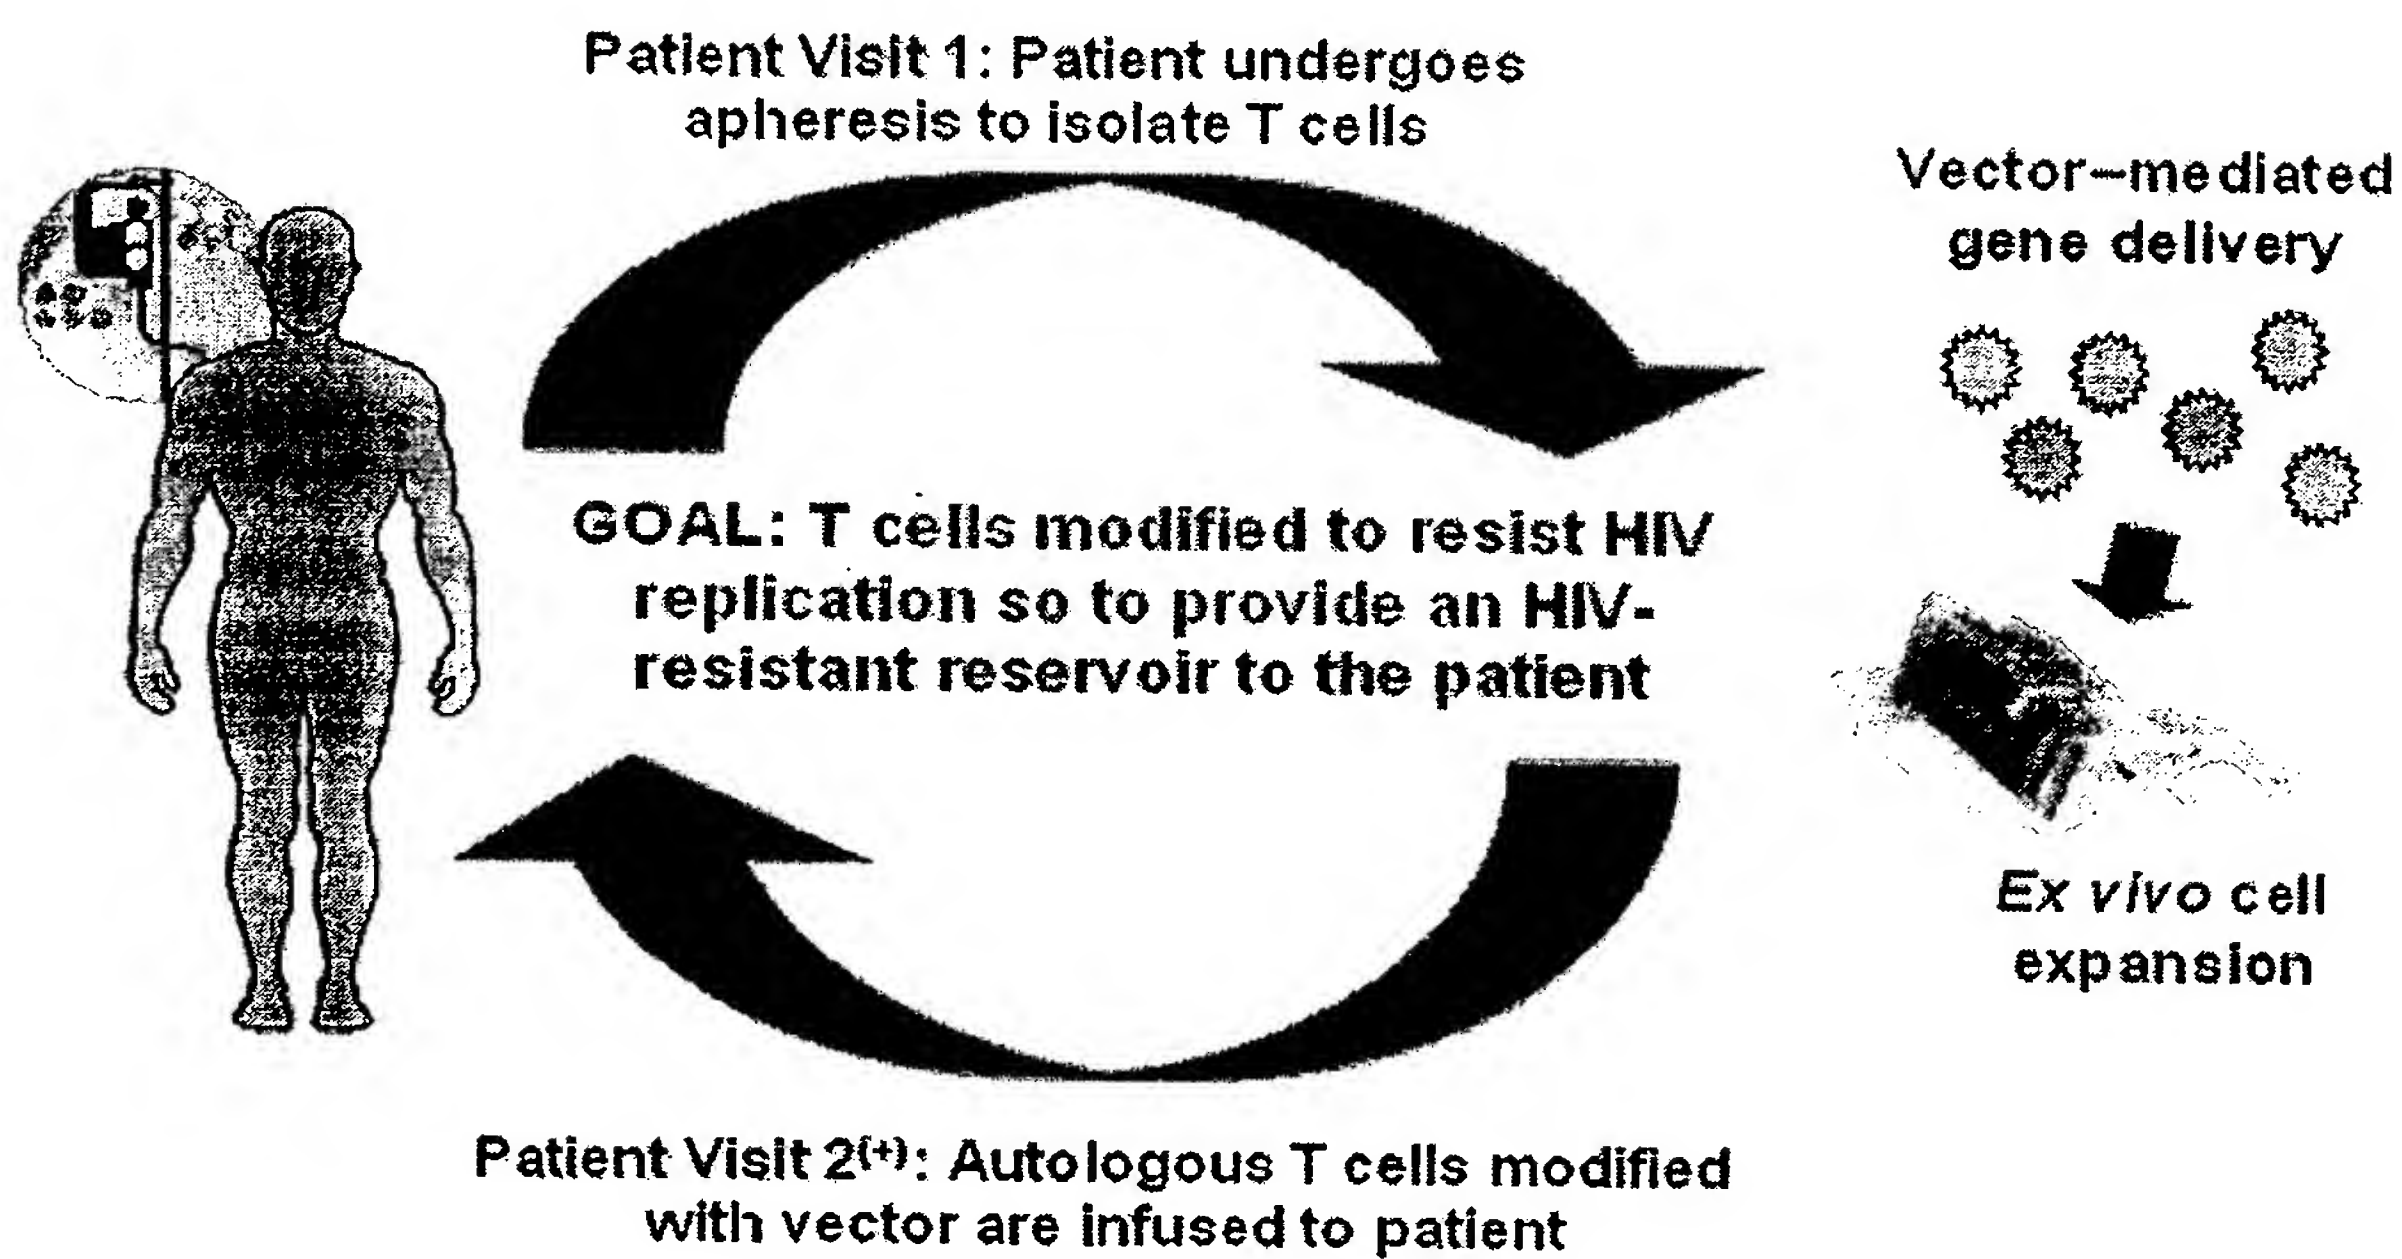 Patient Visit 1: Patient undergoes
apheresis to isolate T cells
Vector–mediated
gene delivery
GOAL: T cells modified to resist HIV
replication so to provide an HIV-
resistant reservoir to the patient
Ex vivo cell
expansion
Patient Visit 2(+): Autologous T cells modified
with vector are infused to patient